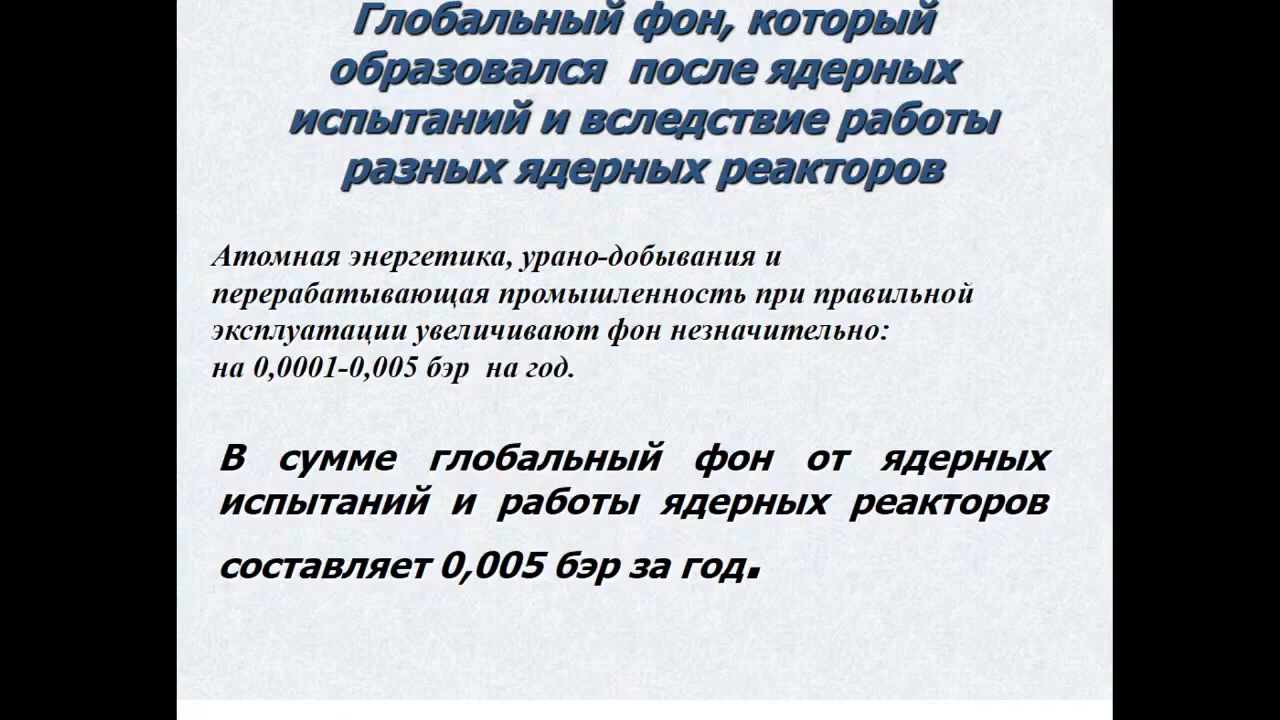 Глобальный фон, который
образовался после ядерных
испытаний и вследствие работы
разных ядерных реакторов
Атомная энергетика, урано-добывания и
перерабатывающая промышленность при правильной
эксплуатации увеличивают фон незначительно:
на 0,0001-0,005 бэр на год.
В сумме глобальный фон от ядерных
испытаний и работы ядерных реакторов
составляет 0,005 бэр за год.